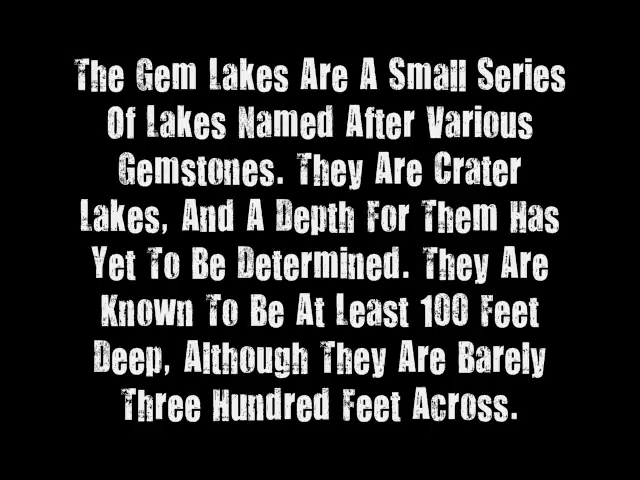 The Gem Lakes Are A Small Series
Of Lakes Named After Various
Gemstones. They Are Crater
Lakes, And A Depth For Them Has
Yet To Be Determined. They Are
Known To Be At Least 100 Feet
Deep, Although They Are Barely
Three Hundred Feet Across.